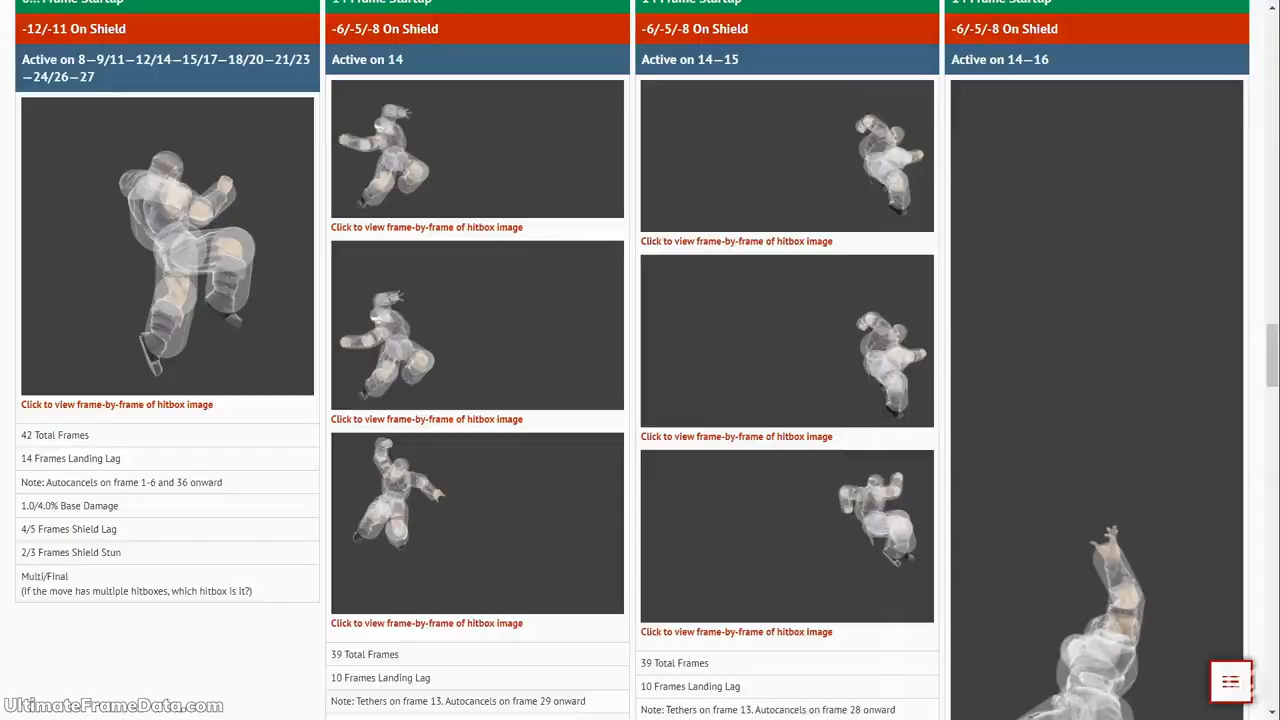 -12/-11 On Shield
Active on 8—9/11—12/14—15/17—18/20—21/23
—24/26—27
Click to view frame-by-frame of hitbox image
42 Total Frames
14 Frames Landing Lag
Note: Autocancels on frame 1-6 and 36 onward
1.0/4.0% Base Damage
4/5 Frames Shield Lag
2/3 Frames Shield Stun
Multi/Final
(If the move has multiple hitboxes, which hitbox is it?)
14 Frame Startup
-6/-5/-8 On Shield
Active on 14
Click to view frame-by-frame of hitbox image
Click to view frame-by-frame of hitbox image
Click to view frame-by-frame of hitbox image
39 Total Frames
10 Frames Landing Lag
Note: Tethers on frame 13. Autocancels on frame 29 onward
14 Frame Startup
-6/-5/-8 On Shield
Active on 14—15
Click to view frame-by-frame of hitbox image
Click to view frame-by-frame of hitbox image
Click to view frame-by-frame of hitbox image
39 Total Frames
10 Frames Landing Lag
Note: Tethers on frame 13. Autocancels on frame 28 onward
14 Frame Startup
-6/-5/-8 On Shield
Active on 14—16
UltimateFrameData.com